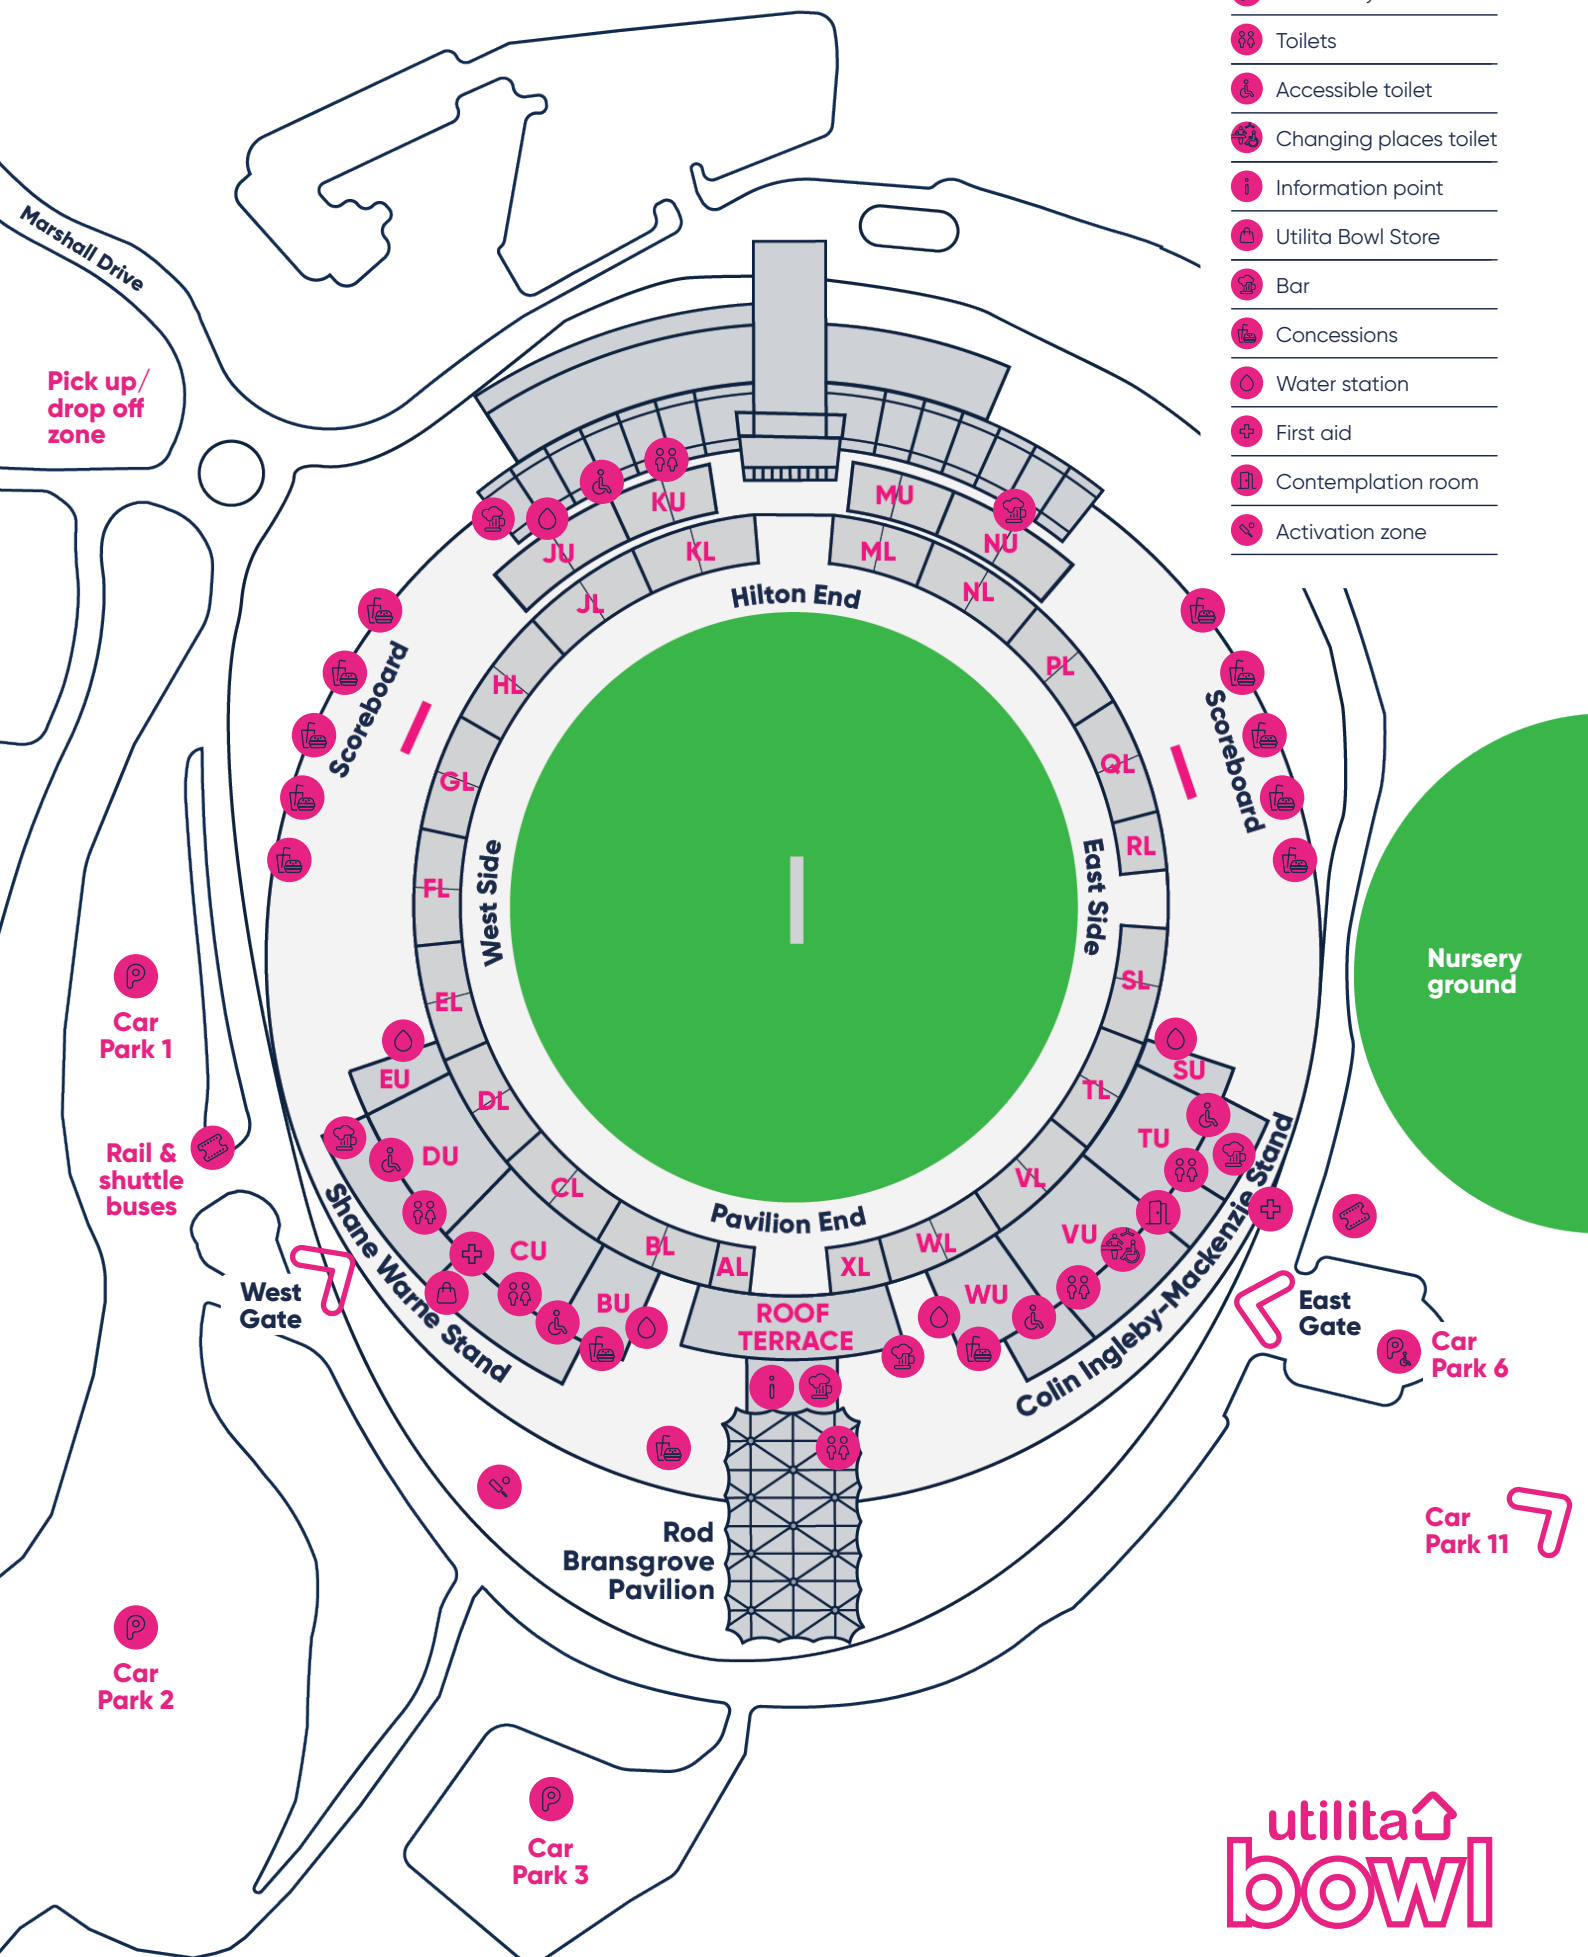 Toilets
Accessible toilet
Changing places toilet
Information point
Utilita Bowl Store
Bar
Concessions
Water station
First aid
Contemplation room
Activation zone
Marshall Drive
Pick up/
drop off
zone
KU
MU
JU
NU
KL
ML
JL
NL
Hilton End
HL
PL
Scoreboard
Scoreboard
GL
QL
RL
FL
West Side
East Side
EL
SL
Nursery
ground
Car
Park 1
EU
SU
DL
TL
DU
TU
Rail &
shuttle
buses
CL
VL
Pavilion End
Shane Warne Stand
Colin Ingleby-Mackenzie Stand
CU
VU
BL
AL
XL
WL
BU
WU
ROOF
TERRACE
West
Gate
East
Gate
Car
Park 6
Rod
Bransgrove
Pavilion
Car
Park 11
Car
Park 2
Car
Park 3
utilita
bowl